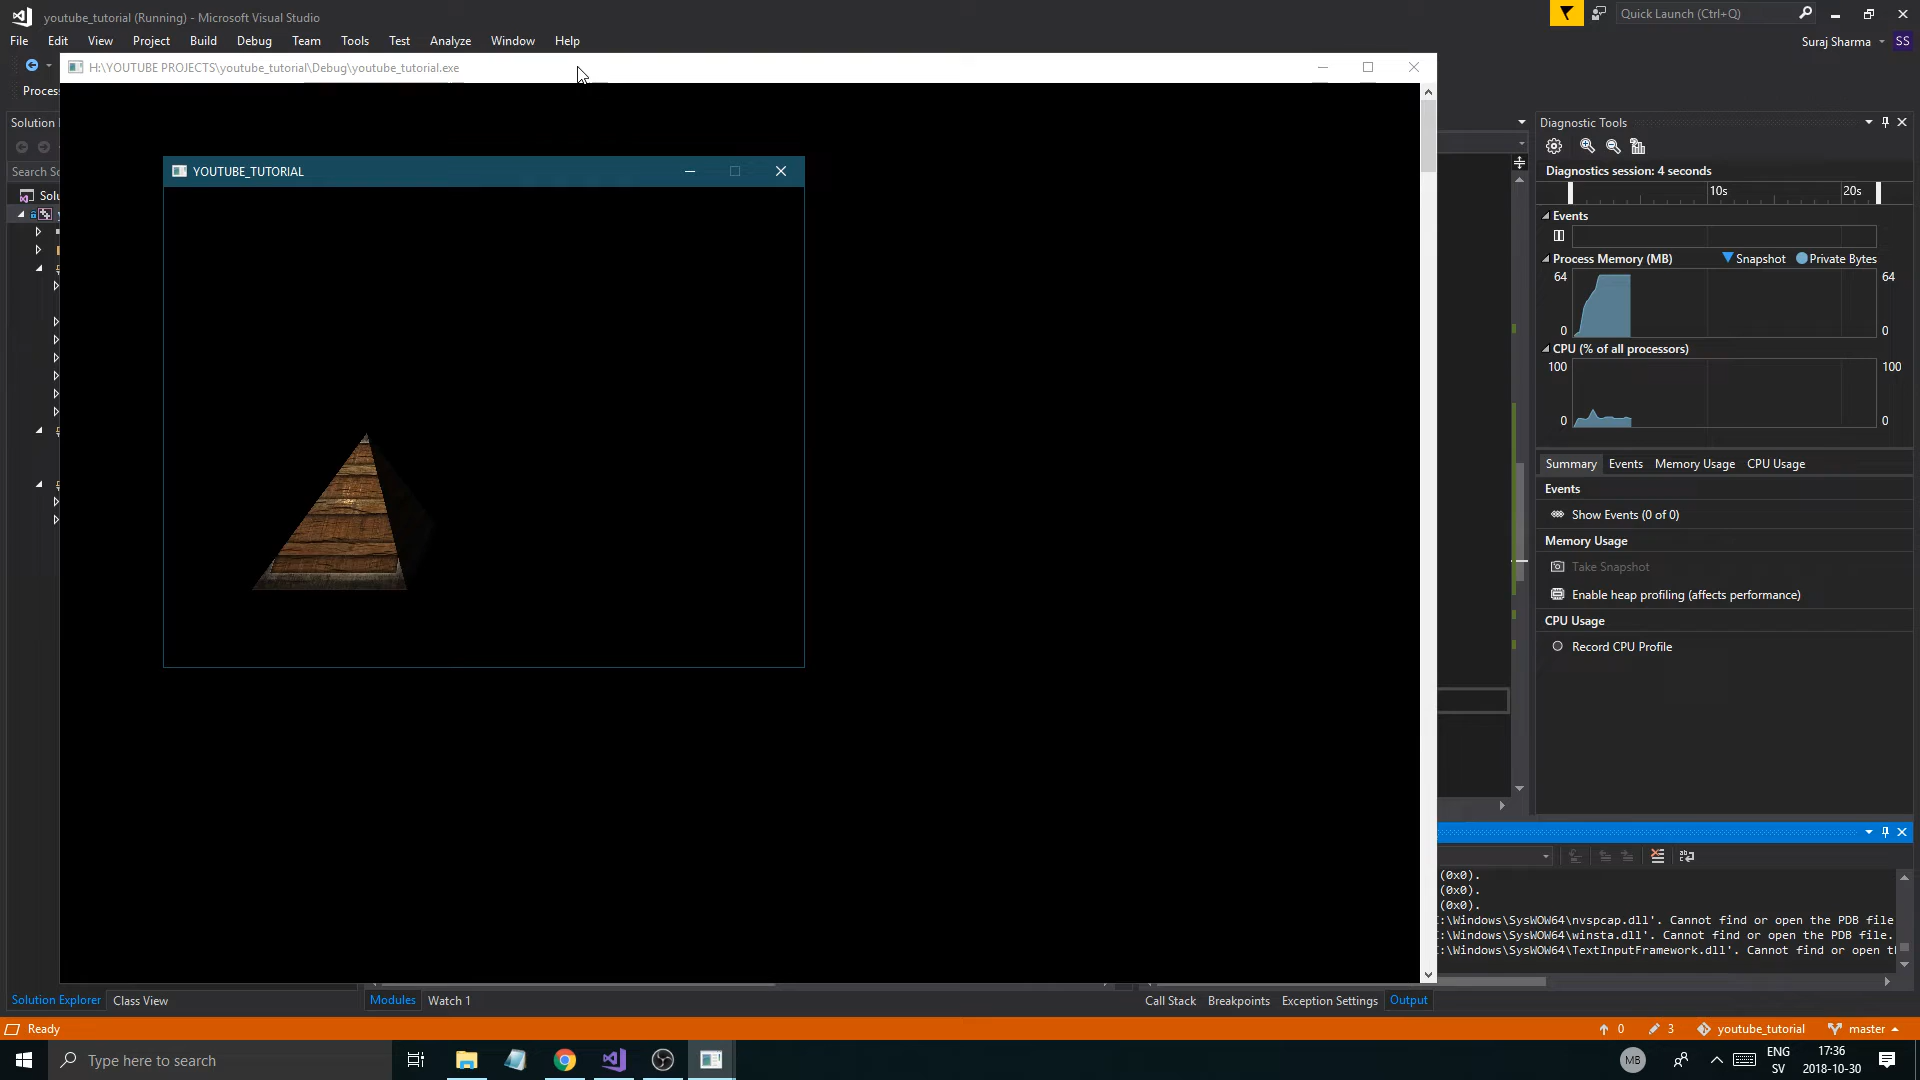 youtube_tutorial (Running) - Microsoft Visual Studio
Quick Launch (Ctrl+Q)
File Edit View Project Build Debug Team Tools Test Analyze Window Help
Suraj Sharma
SS
H:\YOUTUBE PROJECTS\youtube_tutorial\Debug\youtube_tutorial.exe
Process
Solution
Search So
Solu
YOUTUBE_TUTORIAL
Diagnostic Tools
Diagnostics session: 4 seconds
10s 20s
Events
Process Memory (MB) Snapshot Private Bytes
64 64
0 0
CPU (% of all processors)
100 100
0 0
Summary Events Memory Usage CPU Usage
Events
Show Events (0 of 0)
Memory Usage
Take Snapshot
Enable heap profiling (affects performance)
CPU Usage
Record CPU Profile
(0x0).
(0x0).
(0x0).
:\Windows\SysWOW64\nvspcap.dll'. Cannot find or open the PDB file
:\Windows\SysWOW64\winsta.dll'. Cannot find or open the PDB file.
:\Windows\SysWOW64\TextInputFramework.dll'. Cannot find or open th
Solution Explorer Class View Modules Watch 1 Call Stack Breakpoints Exception Settings Output
Ready 0 3 youtube_tutorial master
Type here to search
MB
ENG
SV
17:36
2018-10-30